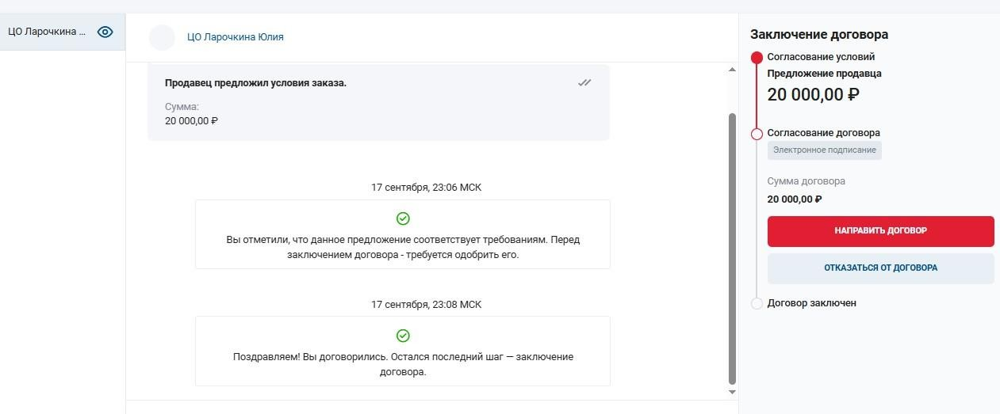 ЦО Ларочкина ...
ЦО Ларочкина Юлия
Продавец предложил условия заказа.
Сумма:
20 000,00 ₽
17 сентября, 23:06 МСК
Вы отметили, что данное предложение соответствует требованиям. Перед
заключением договора - требуется одобрить его.
17 сентября, 23:08 МСК
Поздравляем! Вы договорились. Остался последний шаг — заключение
договора.
Заключение договора
Согласование условий
Предложение продавца
20 000,00 ₽
Согласование договора
Электронное подписание
Сумма договора
20 000,00 ₽
НАПРАВИТЬ ДОГОВОР
ОТКАЗАТЬСЯ ОТ ДОГОВОРА
Договор заключен